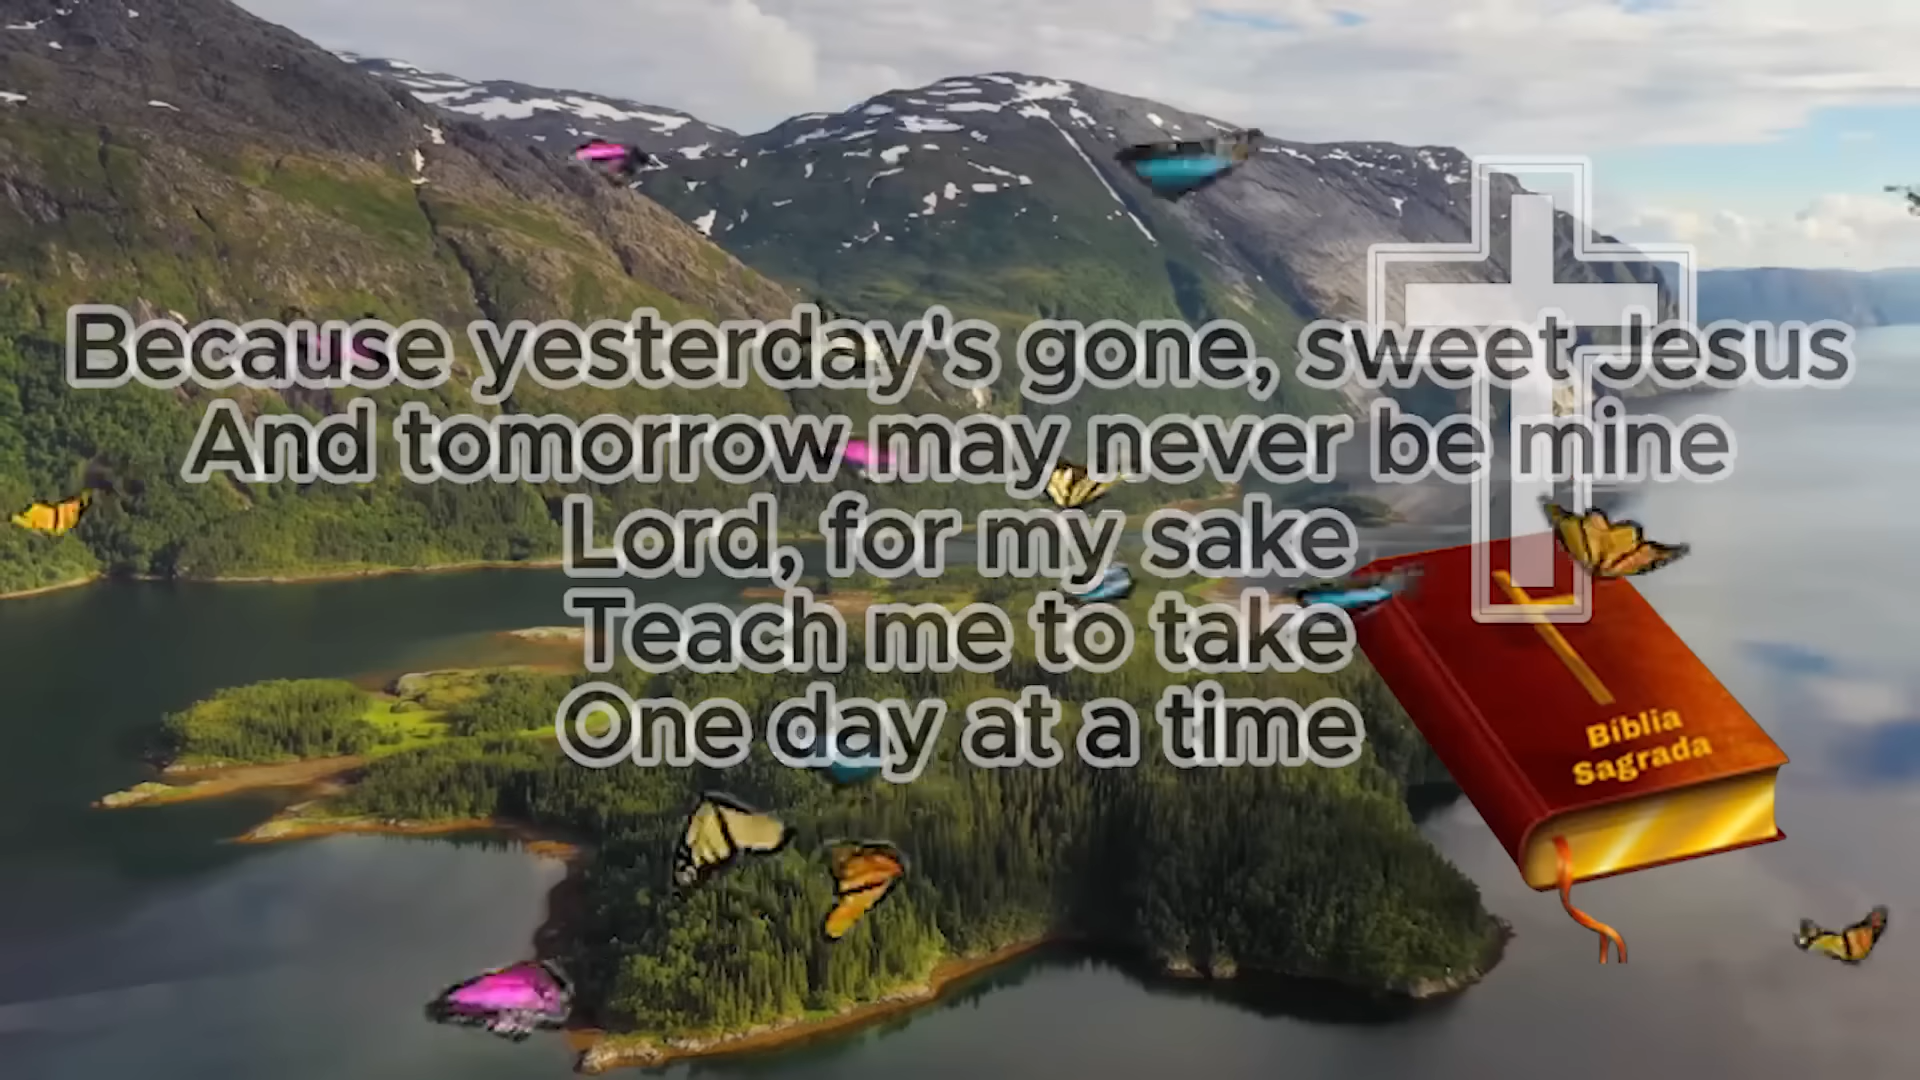 Because yesterday's gone, sweet Jesus
And tomorrow may never be mine
Lord, for my sake
Teach me to take
One day at a time
Bíblia
Sagrada